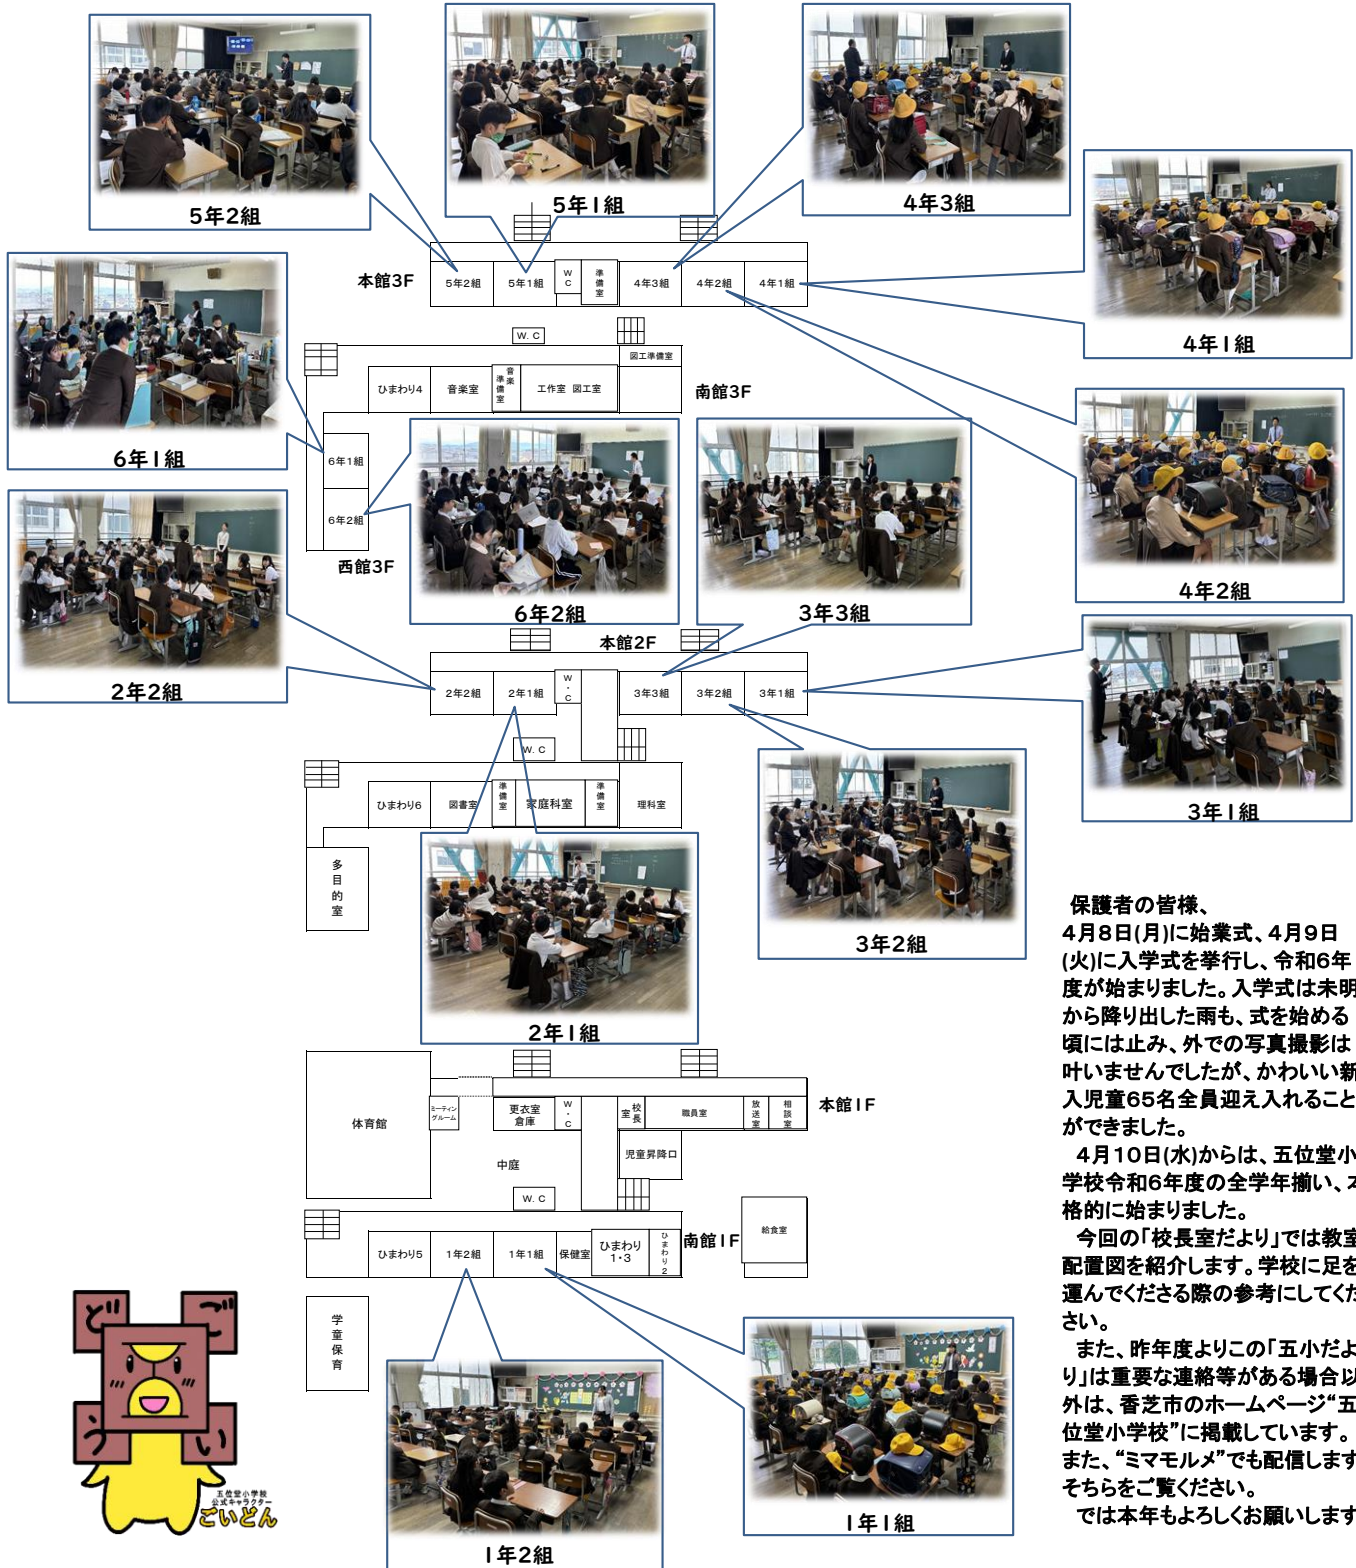 5年2組
5年1組
4年3組
4年1組
本館3F
5年2組
5年1組
WC
準備室
4年3組
4年2組
4年1組
W. C
図工準備室
ひまわり4
音楽室
音楽準備室
工作室 図工室
南館3F
6年1組
6年1組
6年2組
西館3F
6年2組
3年3組
4年2組
2年2組
本館2F
2年2組
2年1組
W・C
3年3組
3年2組
3年1組
W. C
ひまわり6
図書室
準備室
家庭科室
準備室
理科室
多目的室
3年1組
3年2組
2年1組
保護者の皆様、
4月8日(月)に始業式、4月9日
(火)に入学式を挙行し、令和6年
度が始まりました。入学式は未明
から降り出した雨も、式を始める
頃には止み、外での写真撮影は
叶いませんでしたが、かわいい新
入児童65名全員迎え入れること
ができました。
4月10日(水)からは、五位堂小
学校令和6年度の全学年揃い、本
格的に始まりました。
今回の「校長室だより」では教室
配置図を紹介します。学校に足を
運んでくださる際の参考にしてくだ
さい。
また、昨年度よりこの「五小だよ
り」は重要な連絡等がある場合以
外は、香芝市のホームページ“五
位堂小学校”に掲載しています。
また、“ミマモルメ”でも配信します
そちらをご覧ください。
では本年もよろしくお願いします
体育館
ミーティングルーム
更衣室
倉庫
W・C
校長室
職員室
放送室
相談室
本館1F
中庭
児童昇降口
W. C
給食室
ひまわり5
1年2組
1年1組
保健室
ひまわり
1・3
ひまわり2
南館1F
学童保育
ど
ご
う
い
五位堂小学校
公式キャラクター
ごいどん
1年2組
1年1組